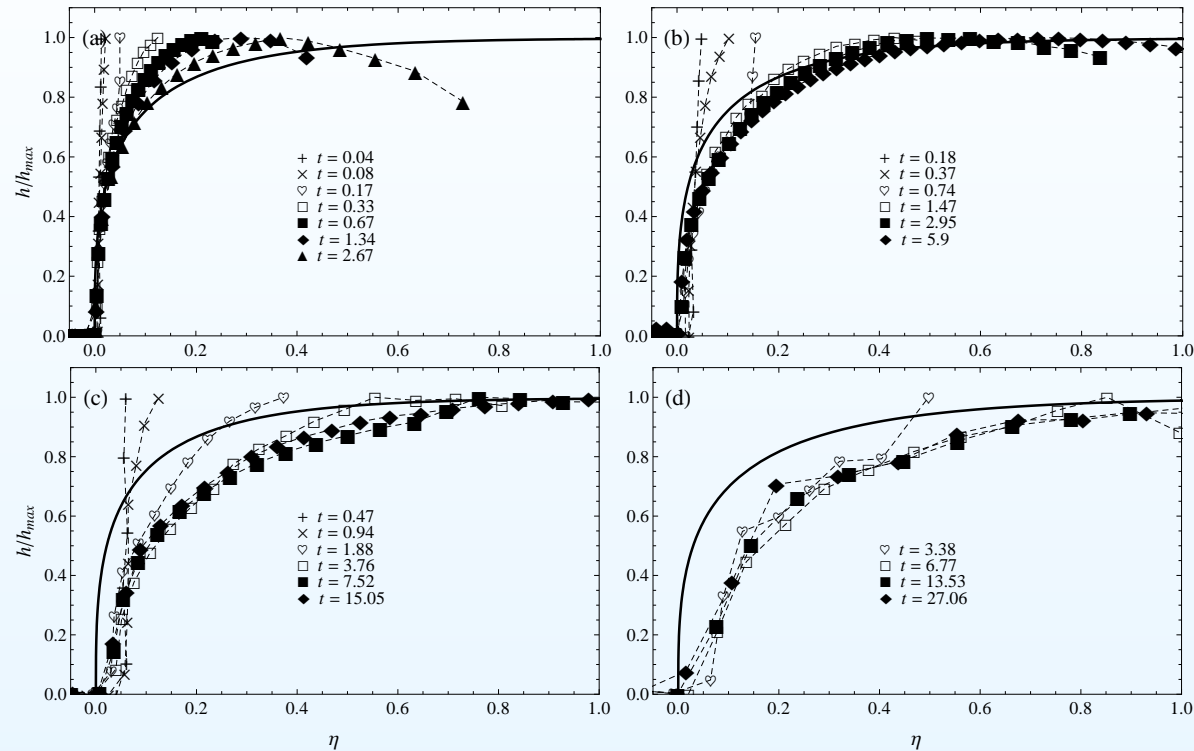 (a)
1.0
0.8
0.6
0.4
0.2
0.0
h/h_max
+ t = 0.04
× t = 0.08
♡ t = 0.17
□ t = 0.33
■ t = 0.67
◆ t = 1.34
▲ t = 2.67
0.0 0.2 0.4 0.6 0.8 1.0
(b)
1.0
0.8
0.6
0.4
0.2
0.0
+ t = 0.18
× t = 0.37
♡ t = 0.74
□ t = 1.47
■ t = 2.95
◆ t = 5.9
0.0 0.2 0.4 0.6 0.8 1.0
(c)
1.0
0.8
0.6
0.4
0.2
0.0
h/h_max
+ t = 0.47
× t = 0.94
♡ t = 1.88
□ t = 3.76
■ t = 7.52
◆ t = 15.05
0.0 0.2 0.4 0.6 0.8 1.0
η
(d)
1.0
0.8
0.6
0.4
0.2
0.0
♡ t = 3.38
□ t = 6.77
■ t = 13.53
◆ t = 27.06
0.0 0.2 0.4 0.6 0.8 1.0
η